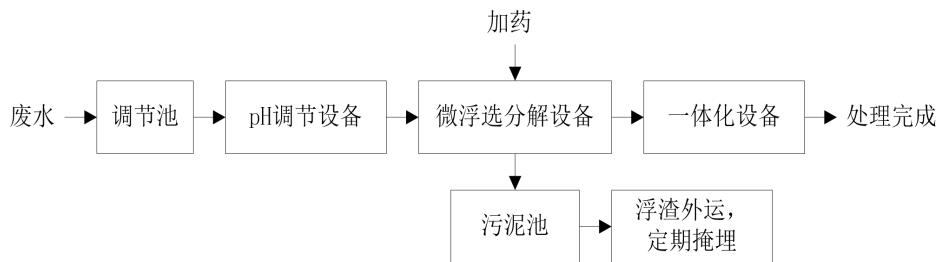 加药
废水
调节池
pH调节设备
微浮选分解设备
一体化设备
处理完成
污泥池
浮渣外运，
定期掩埋